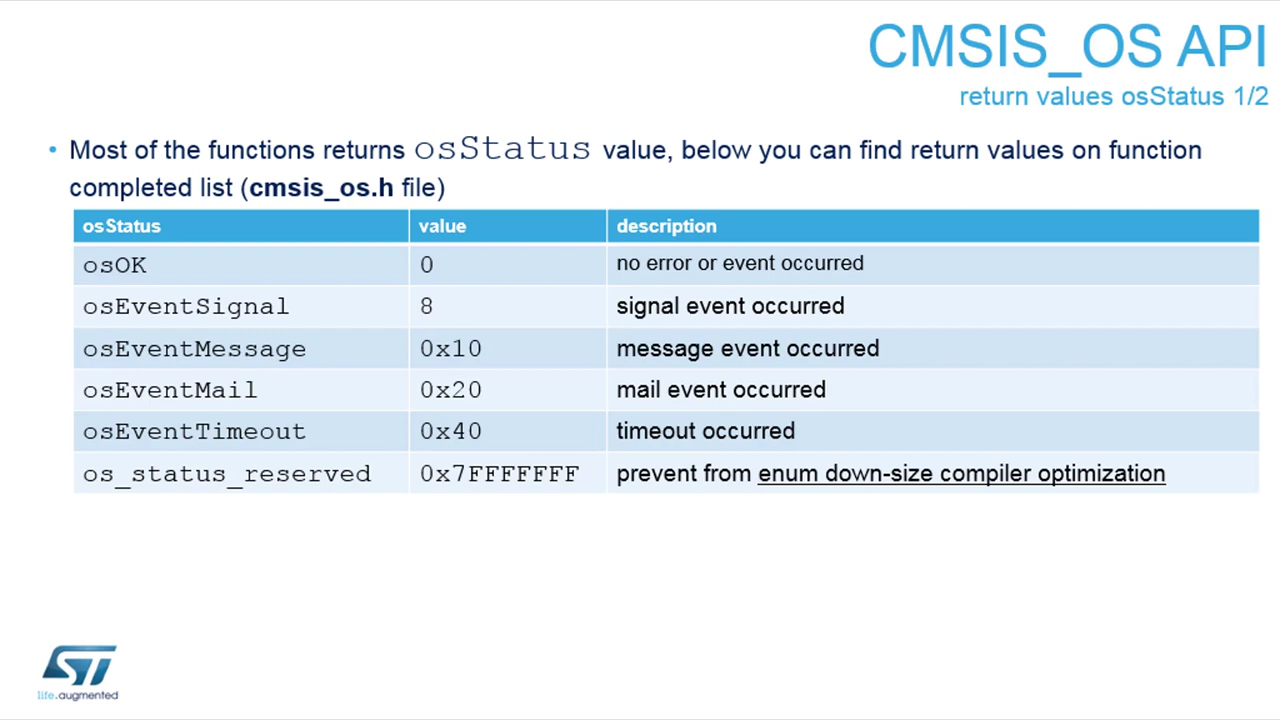 CMSIS_OS API
return values osStatus 1/2
• Most of the functions returns osStatus value, below you can find return values on function
completed list (cmsis_os.h file)
osStatus value description
osOK 0 no error or event occurred
osEventSignal 8 signal event occurred
osEventMessage 0x10 message event occurred
osEventMail 0x20 mail event occurred
osEventTimeout 0x40 timeout occurred
os_status_reserved 0x7FFFFFFF prevent from enum down-size compiler optimization
ST
life.augmented